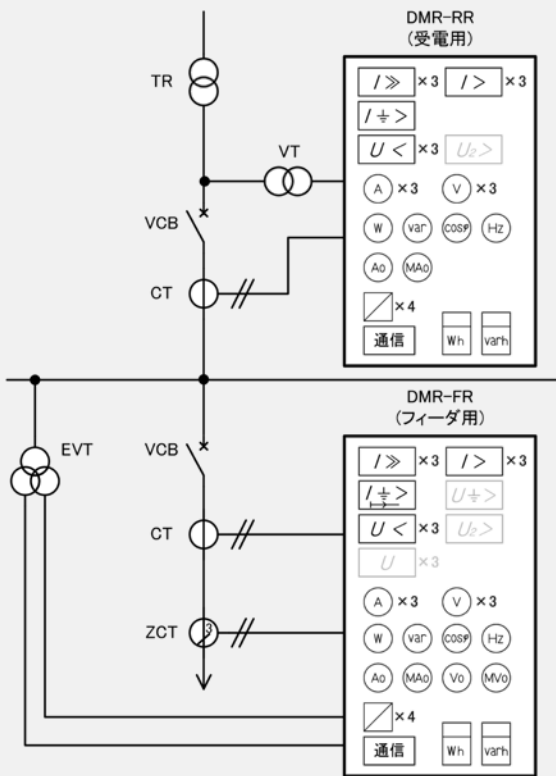 DMR-RR
(受電用)
TR
I≫ ×3 I> ×3
I⏚>
VT
U< ×3 U₂>
A ×3 V ×3
VCB
W var cosφ Hz
CT
Ao MAo
×4
通信 Wh varh
DMR-FR
(フィーダ用)
EVT
VCB
I≫ ×3 I> ×3
I⏚> U⏚>
CT
U< ×3 U₂>
U ×3
A ×3 V ×3
ZCT
3
W var cosφ Hz
Ao MAo Vo MVo
×4
通信 Wh varh